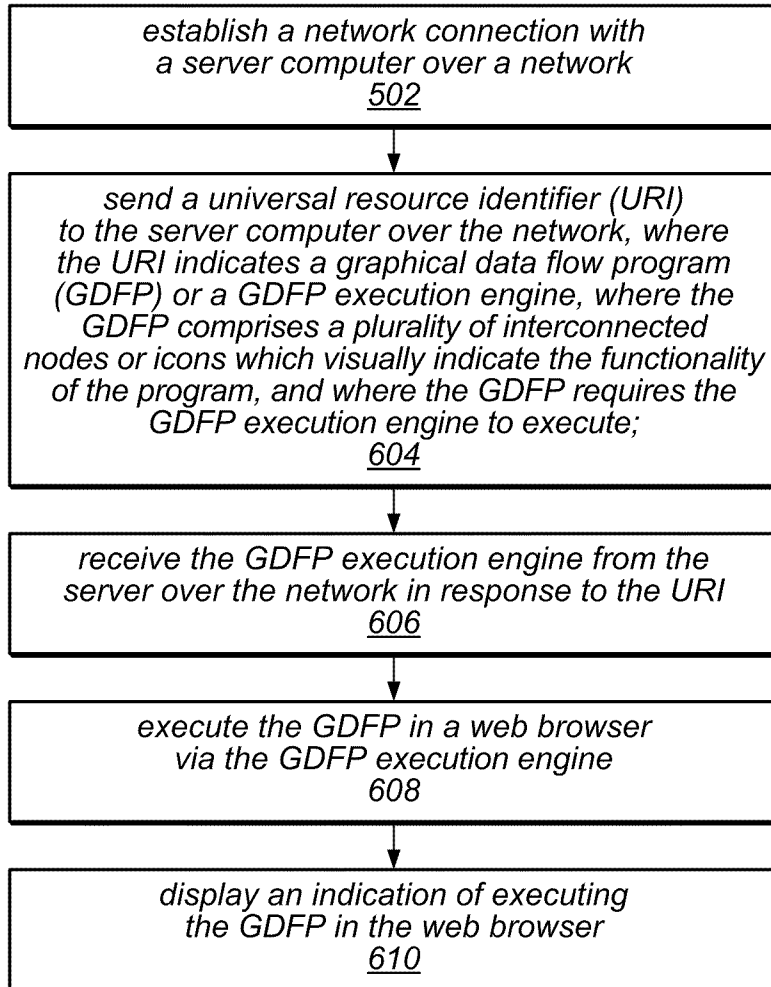 establish a network connection with
a server computer over a network
502
send a universal resource identifier (URI)
to the server computer over the network, where
the URI indicates a graphical data flow program
(GDFP) or a GDFP execution engine, where the
GDFP comprises a plurality of interconnected
nodes or icons which visually indicate the functionality
of the program, and where the GDFP requires the
GDFP execution engine to execute;
604
receive the GDFP execution engine from the
server over the network in response to the URI
606
execute the GDFP in a web browser
via the GDFP execution engine
608
display an indication of executing
the GDFP in the web browser
610